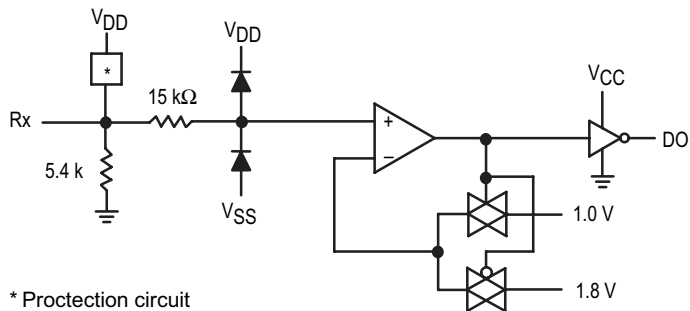 VDD
*
VDD
15 kΩ
VCC
Rx
+
DO
5.4 k
−
VSS
1.0 V
1.8 V
* Proctection circuit